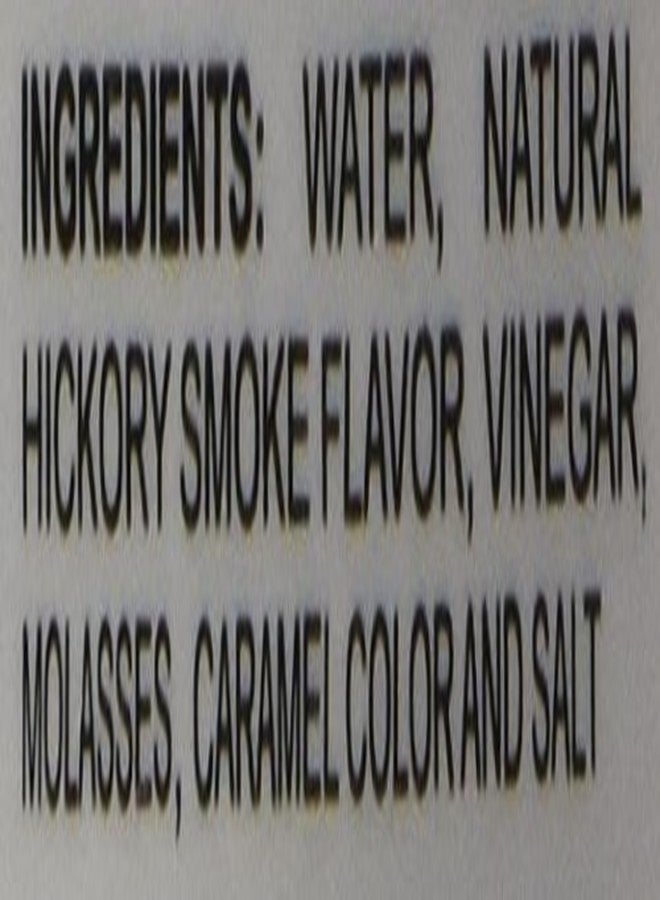 INGREDIENTS: WATER, NATURAL
HICKORY SMOKE FLAVOR, VINEGAR,
MOLASSES, CARAMEL COLOR AND SALT